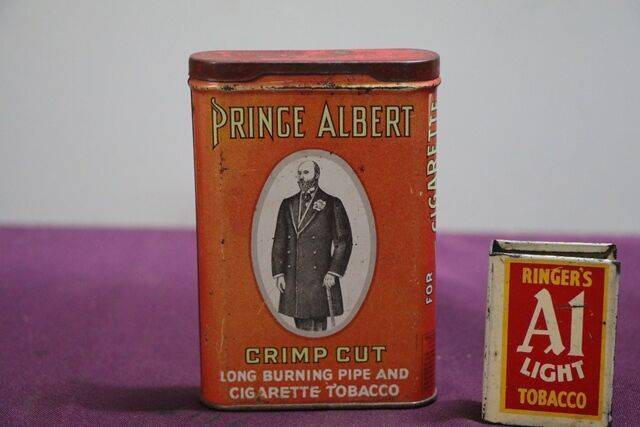 PRINCE ALBERT
CRIMP CUT
LONG BURNING PIPE AND
CIGARETTE TOBACCO
FOR CIGARETTE
RINGER'S
A1
LIGHT
TOBACCO